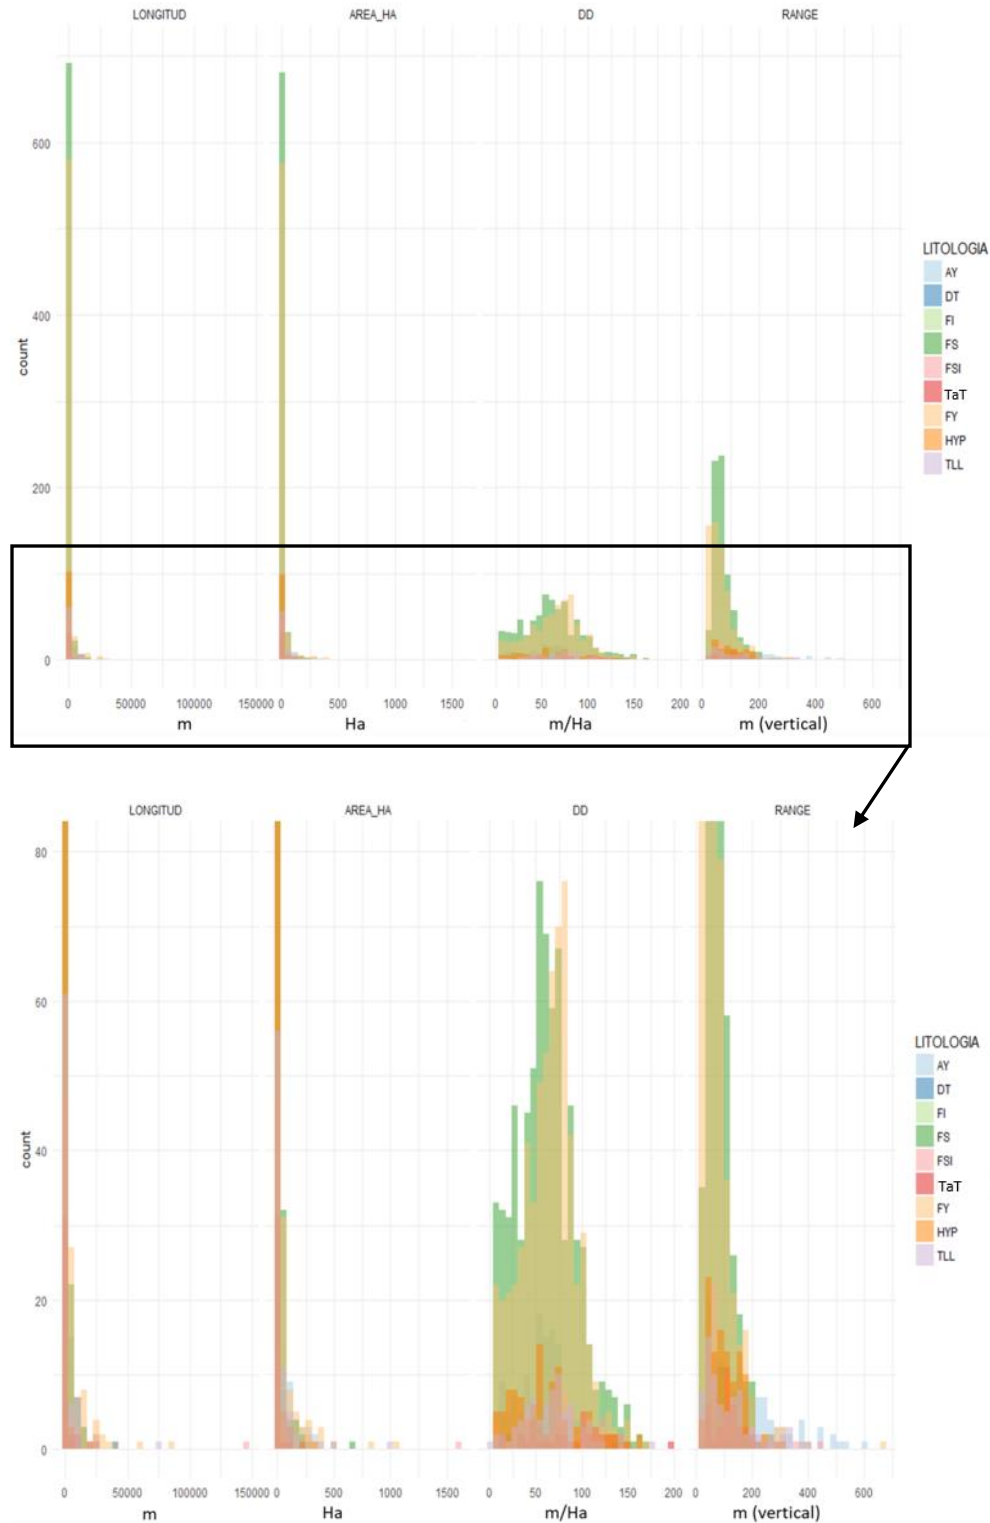 LONGITUD AREA_HA DD RANGE
600
400
200
0
count
0 50000 100000 150000 0 500 1000 1500 0 50 100 150 200 0 200 400 600
m Ha m/Ha m (vertical)
LITOLOGIA
AY
DT
FI
FS
FSI
TaT
FY
HYP
TLL
LONGITUD AREA_HA DD RANGE
80
60
40
20
0
count
0 50000 100000 150000 0 500 1000 1500 0 50 100 150 200 0 200 400 600
m Ha m/Ha m (vertical)
LITOLOGIA
AY
DT
FI
FS
FSI
TaT
FY
HYP
TLL